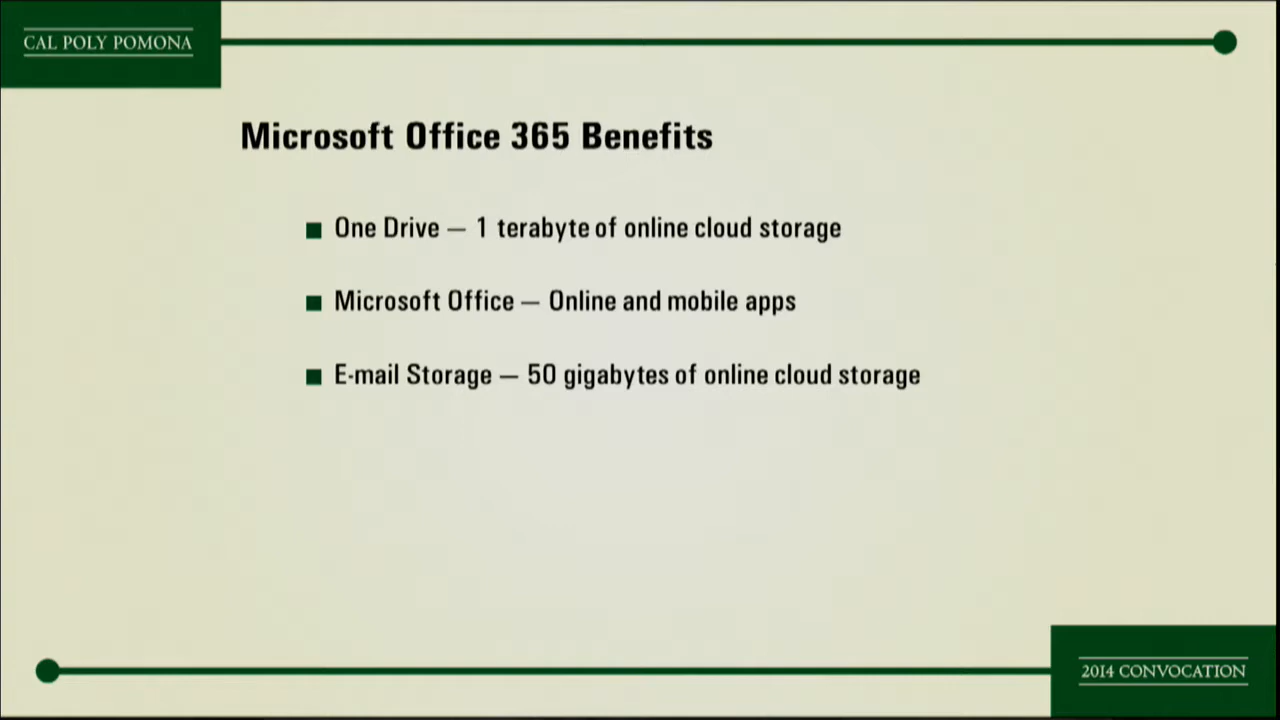 CAL POLY POMONA
Microsoft Office 365 Benefits
One Drive — 1 terabyte of online cloud storage
Microsoft Office — Online and mobile apps
E-mail Storage — 50 gigabytes of online cloud storage
2014 CONVOCATION